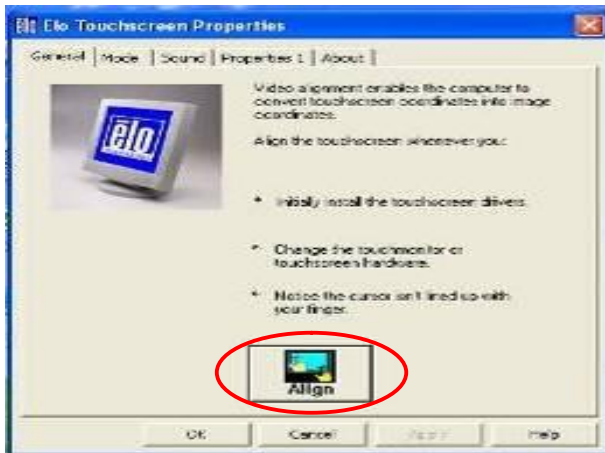 Elo Touchscreen Properties
General Mode Sound Properties 1 About
Video alignment enables the computer to
convert touchscreen coordinates into image
coordinates.
élo
Align the touchscreen whenever you:
* Initially install the touchscreen drivers.
* Change the touchmonitor or
touchscreen hardware.
* Notice the cursor isn't lined up with
your finger.
Align
OK Cancel Apply Help